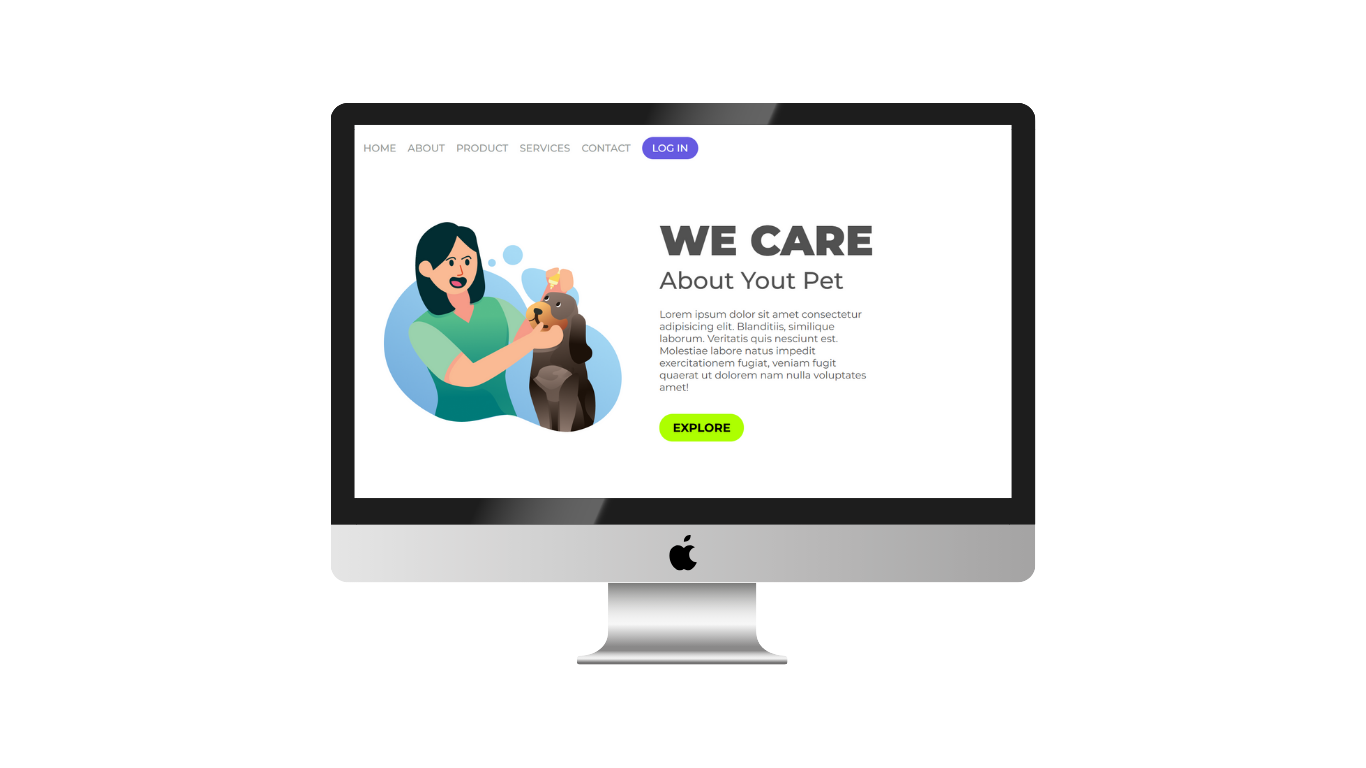 HOME ABOUT PRODUCT SERVICES CONTACT LOG IN
WE CARE
About Yout Pet
Lorem ipsum dolor sit amet consectetur
adipisicing elit. Blanditiis, similique
laborum. Veritatis quis nesciunt est.
Molestiae labore natus impedit
exercitationem fugiat, veniam fugit
quaerat ut dolorem nam nulla voluptates
amet!
EXPLORE